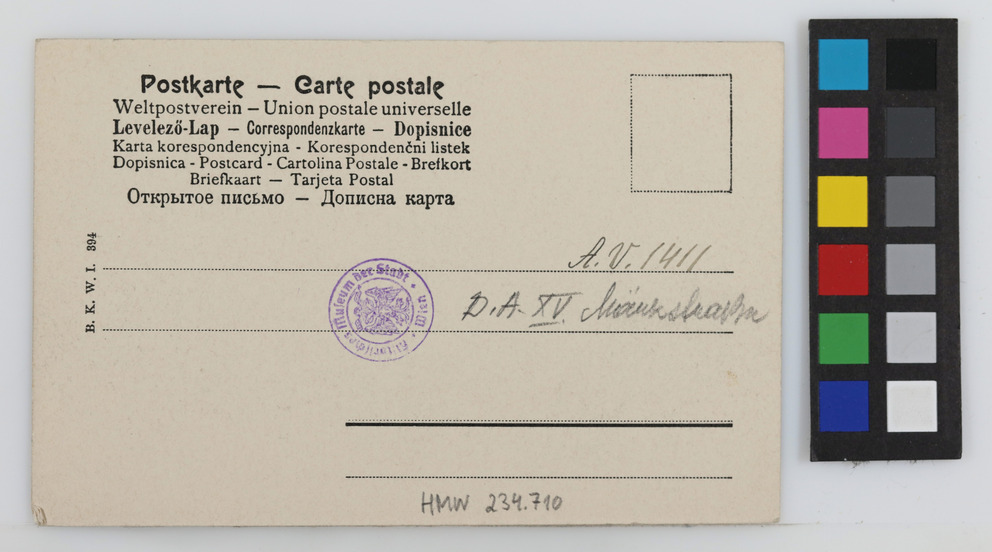 Postkarte — Carte postale
Weltpostverein – Union postale universelle
Levelező-Lap – Correspondenzkarte – Dopisnice
Karta korespondencyjna - Korespondenčni listek
Dopisnica - Postcard - Cartolina Postale - Brefkort
Briefkaart — Tarjeta Postal
Открытое письмо — Дописна карта
B. K. W. I. 394
A.V. 1411
Historisches Museum der Stadt Wien
D.A. XV.
HMW 234.710